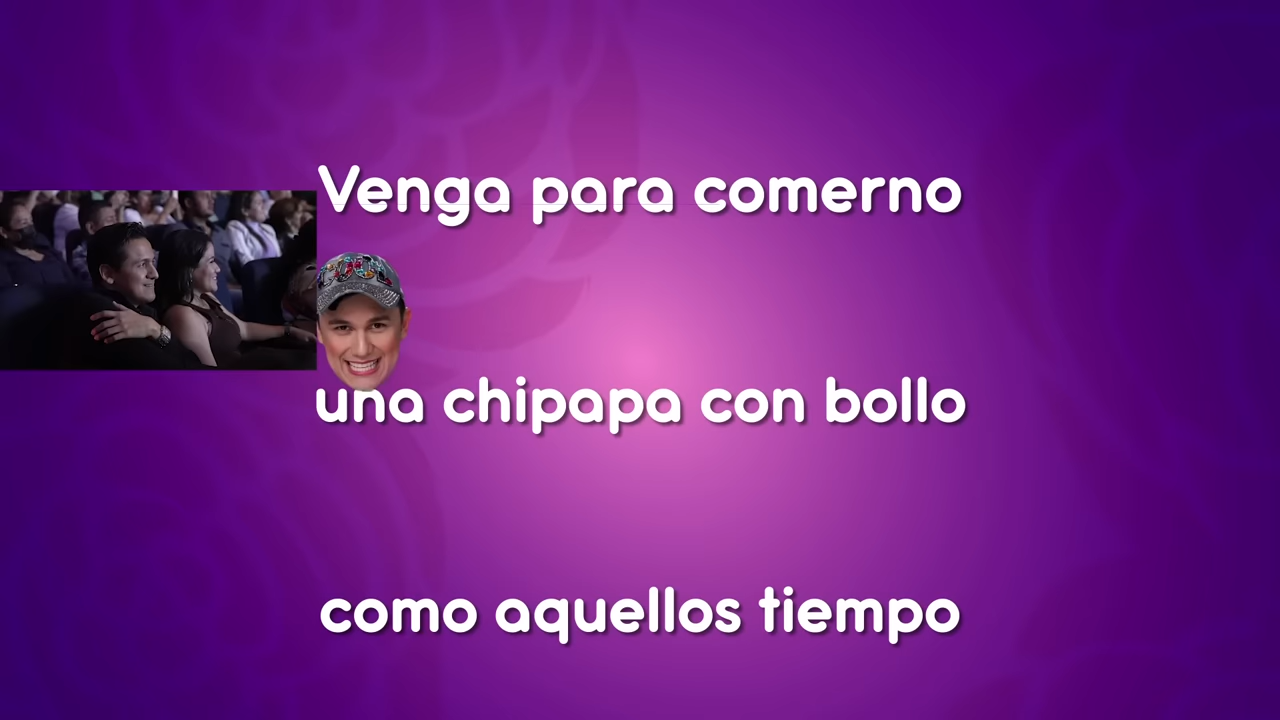 Venga para comerno
una chipapa con bollo
como aquellos tiempo